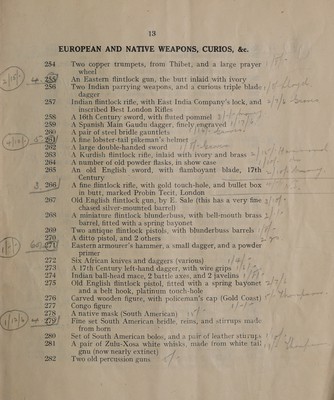 13
EUROPEAN AND NATIVE WEAPONS, CURIOS, &c.
254 Two copper trumpets, from Thibet, and a large prayer
wheel
255 An Eastern flintlock gun, the butt inlaid with ivory
256 Two Indian parrying weapons, and a curious triple blade
dagger
257 Indian flintlock rifle, with East India Company's lock, and
inscribed Best London Rifles
258 A 16th Century sword, with fluted pommel
259 A Spanish Main Gaudu dagger, finely engraved
260 A pair of steel bridle gauntlets
261 A fine lobster-tail pikeman's helmet
262 A large double-handed sword
263 A Kurdish flintlock rifle, inlaid with ivory and brass
264 A number of old powder flasks, in show case
265 An old English sword, with flamboyant blade, 17th
Century
266 A fine flintlock rifle, with gold touch-hole, and bullet box
in butt, marked Probin Tecit, London
267 Old English flintlock gun, by E. Sale (this has a very fine
chased silver-mounted barrel)
268 A miniature flintlock blunderbuss, with bell-mouth brass
barrel, fitted with a spring bayonet
269 Two antique flintlock pistols, with blunderbuss barrels
270 A ditto pistol, and 2 others
271 Eastern armourer's hammer, a small dagger, and a powder
primer
272 Six African knives and daggers (various)
273 A 17th Century left-hand dagger, with wire grips
274 Indian ball-head mace, 2 battle axes, and 2 javelins
275 Old English flintlock pistol, fitted with a spring bayonet
and a belt hook, platinum touch-hole
276 Carved wooden figure, with policeman's cap (Gold Coast)
277 Congo figure
278 A native mask (South American)
279 Fine set South American bridle, reins, and stirrups made
from horn
280 Set of South American bolos, and a pair of leather stirrups
281 A pair of Zulu-Xosa white whisks, made from white tail
gnu (now nearly extinct)
282 Two old percussion guns